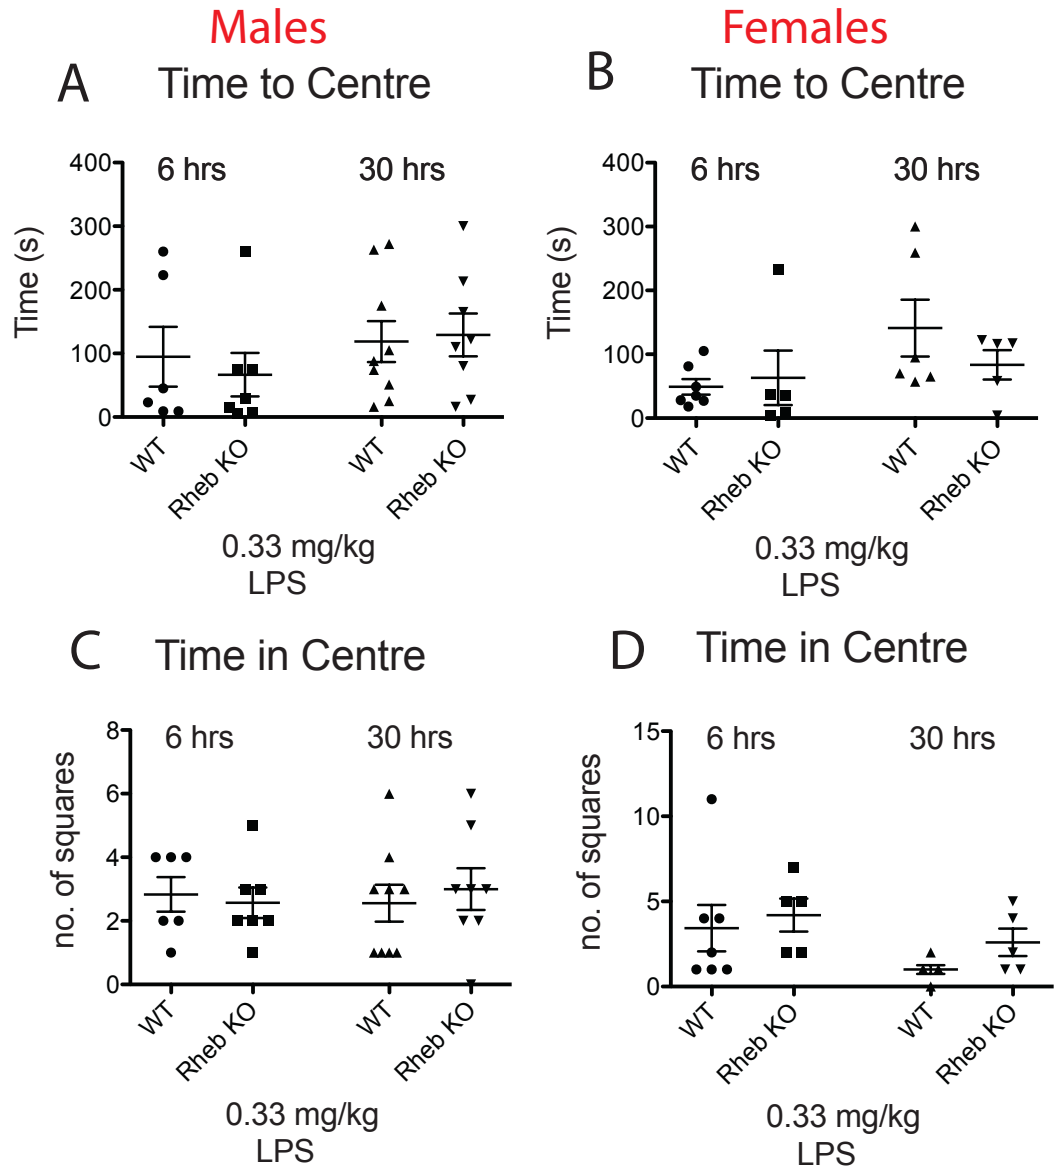 Males
Females
A
Time to Centre
B
Time to Centre
6 hrs
30 hrs
Time (s)
400
300
200
100
0
WT
Rheb KO
WT
Rheb KO
0.33 mg/kg
LPS
6 hrs
30 hrs
Time (s)
400
300
200
100
0
WT
Rheb KO
WT
Rheb KO
0.33 mg/kg
LPS
C
Time in Centre
D
Time in Centre
6 hrs
30 hrs
no. of squares
8
6
4
2
0
WT
Rheb KO
WT
Rheb KO
0.33 mg/kg
LPS
6 hrs
30 hrs
no. of squares
15
10
5
0
WT
Rheb KO
WT
Rheb KO
0.33 mg/kg
LPS